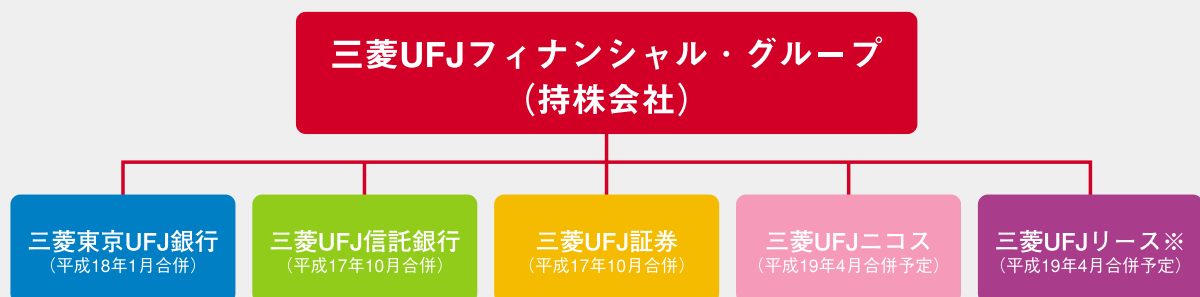 三菱UFJフィナンシャル・グループ
（持株会社）
三菱東京UFJ銀行
（平成18年1月合併）
三菱UFJ信託銀行
（平成17年10月合併）
三菱UFJ証券
（平成17年10月合併）
三菱UFJニコス
（平成19年4月合併予定）
三菱UFJリース※
（平成19年4月合併予定）